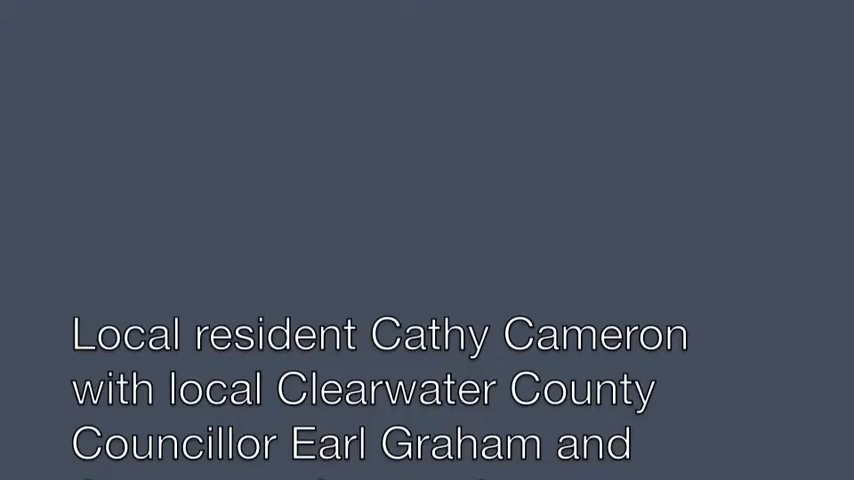 Local resident Cathy Cameron
with local Clearwater County
Councillor Earl Graham and